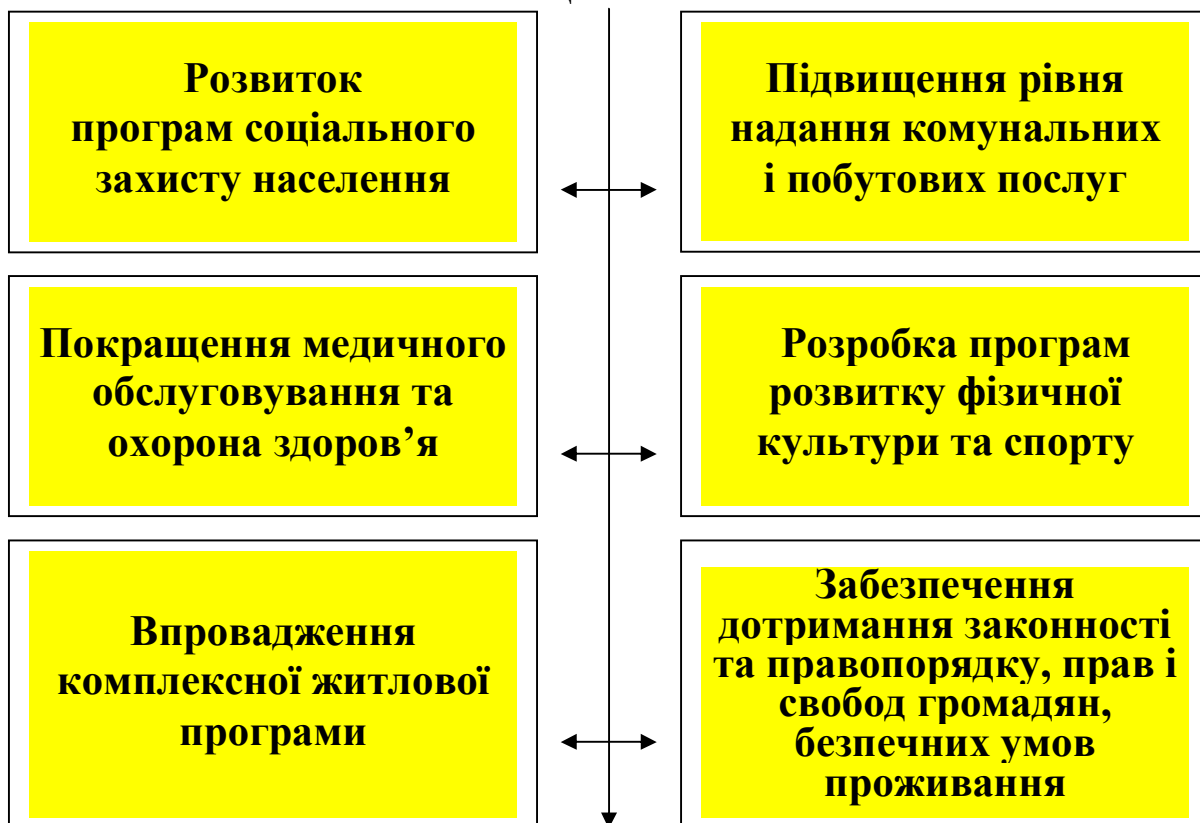 Розвиток
програм соціального
захисту населення
Підвищення рівня
надання комунальних
і побутових послуг
Покращення медичного
обслуговування та
охорона здоров’я
Розробка програм
розвитку фізичної
культури та спорту
Впровадження
комплексної житлової
програми
Забезпечення
дотримання законності
та правопорядку, прав і
свобод громадян,
безпечних умов
проживання